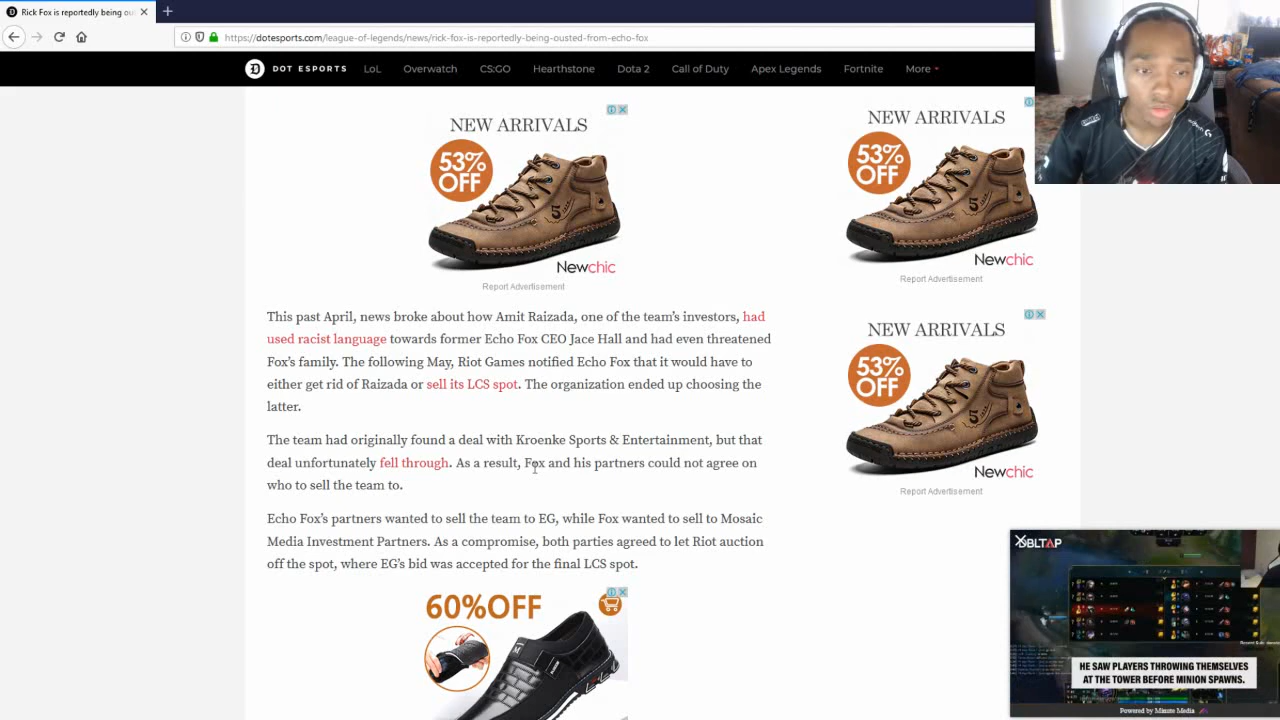 Rick Fox is reportedly being ou
https://dotesports.com/league-of-legends/news/rick-fox-is-reportedly-being-ousted-from-echo-fox
DOT ESPORTS LoL Overwatch CS:GO Hearthstone Dota 2 Call of Duty Apex Legends Fortnite More
NEW ARRIVALS
53%
OFF
Newchic
Report Advertisement
NEW ARRIVALS
53%
OFF
Newchic
Report Advertisement
This past April, news broke about how Amit Raizada, one of the team's investors, had
used racist language towards former Echo Fox CEO Jace Hall and had even threatened
Fox's family. The following May, Riot Games notified Echo Fox that it would have to
either get rid of Raizada or sell its LCS spot. The organization ended up choosing the
latter.
The team had originally found a deal with Kroenke Sports & Entertainment, but that
deal unfortunately fell through. As a result, Fox and his partners could not agree on
who to sell the team to.
Echo Fox's partners wanted to sell the team to EG, while Fox wanted to sell to Mosaic
Media Investment Partners. As a compromise, both parties agreed to let Riot auction
off the spot, where EG's bid was accepted for the final LCS spot.
NEW ARRIVALS
53%
OFF
Newchic
Report Advertisement
60%OFF
DBLTAP
HE SAW PLAYERS THROWING THEMSELVES
AT THE TOWER BEFORE MINION SPAWNS.
Powered by Minute Media